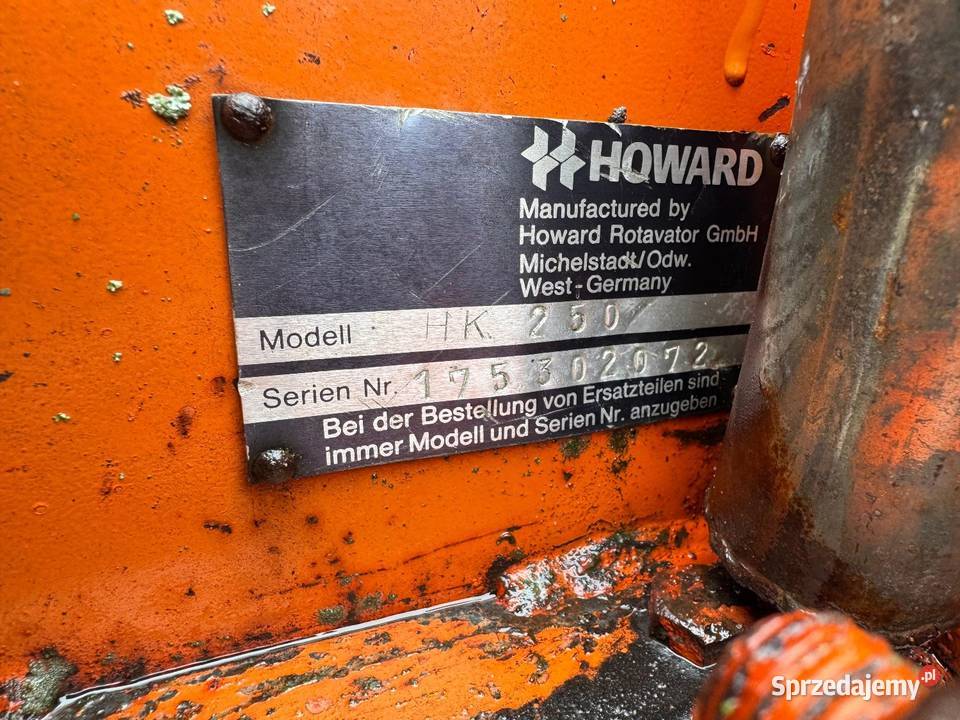 HOWARD
Manufactured by
Howard Rotavator GmbH
Michelstadt/Odw.
West-Germany
Modell HK 250
Serien Nr. 175302072
Bei der Bestellung von Ersatzteilen sind
immer Modell und Serien Nr. anzugeben
Sprzedajemy.pl